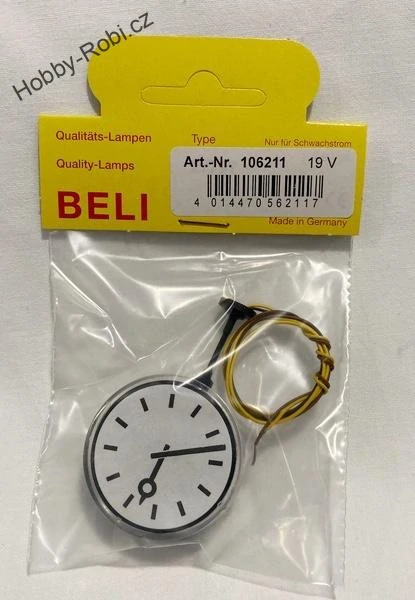 Hobby-Robi.cz
Qualitäts-Lampen
Type
Nur für Schwachstrom
Quality-Lamps
Art.-Nr. 106211 19 V
BELI
4 014470 562117
Made in Germany